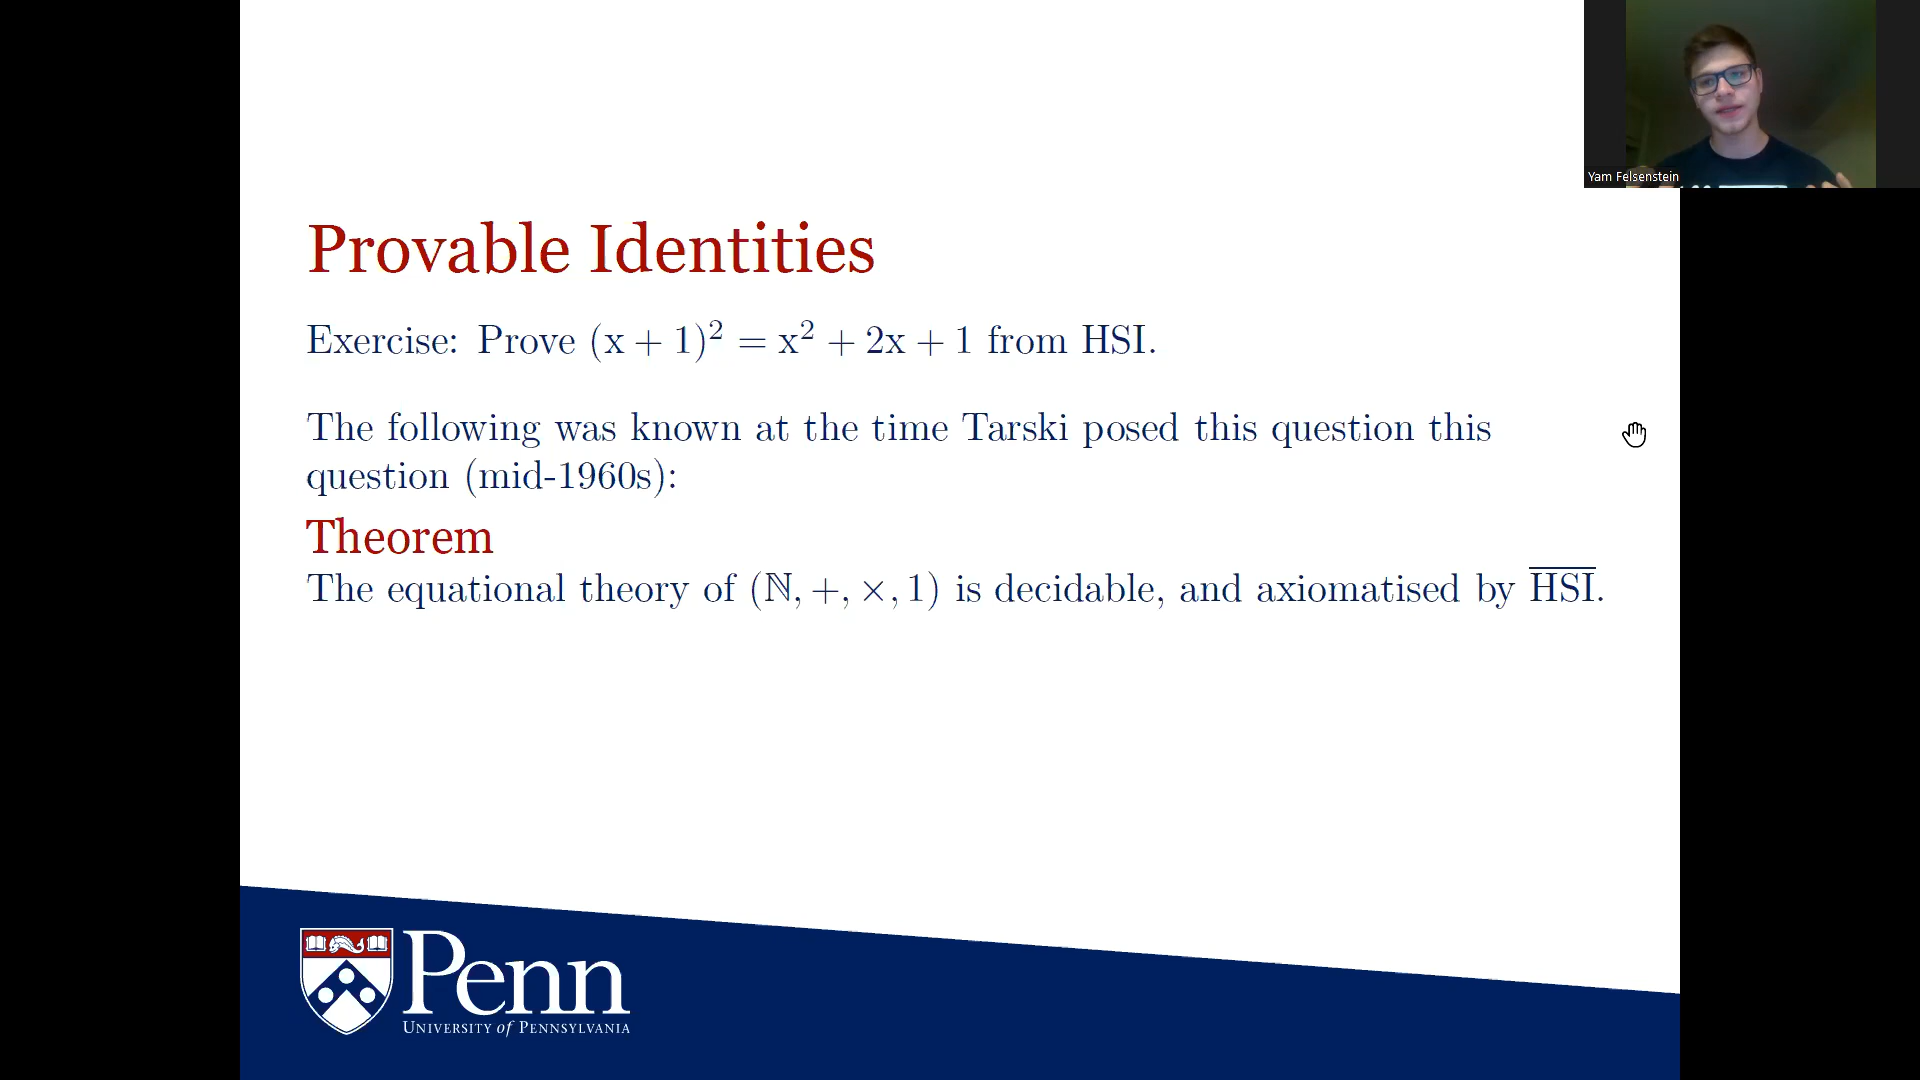 Yam Felsenstein
Provable Identities
Exercise: Prove (x + 1)² = x² + 2x + 1 from HSI.
The following was known at the time Tarski posed this question this
question (mid-1960s):
Theorem
The equational theory of (ℕ, +, ×, 1) is decidable, and axiomatised by H̅S̅I̅.
Penn
UNIVERSITY of PENNSYLVANIA